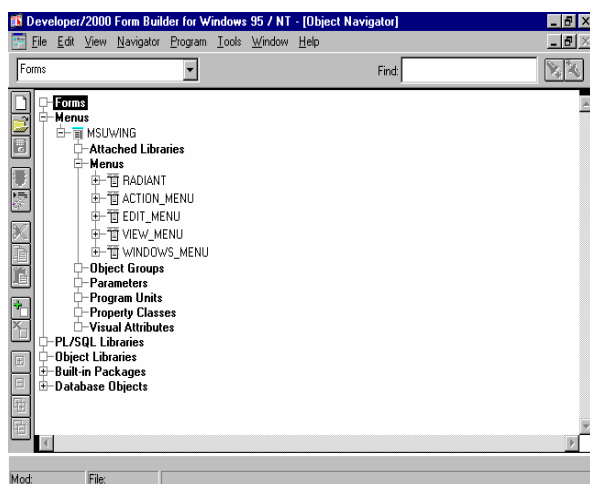 Developer/2000 Form Builder for Windows 95 / NT - [Object Navigator]
File Edit View Navigator Program Tools Window Help
Forms Find:
Forms
Menus
MSUWING
Attached Libraries
Menus
RADIANT
ACTION_MENU
EDIT_MENU
VIEW_MENU
WINDOWS_MENU
Object Groups
Parameters
Program Units
Property Classes
Visual Attributes
PL/SQL Libraries
Object Libraries
Built-in Packages
Database Objects
Mod: File: